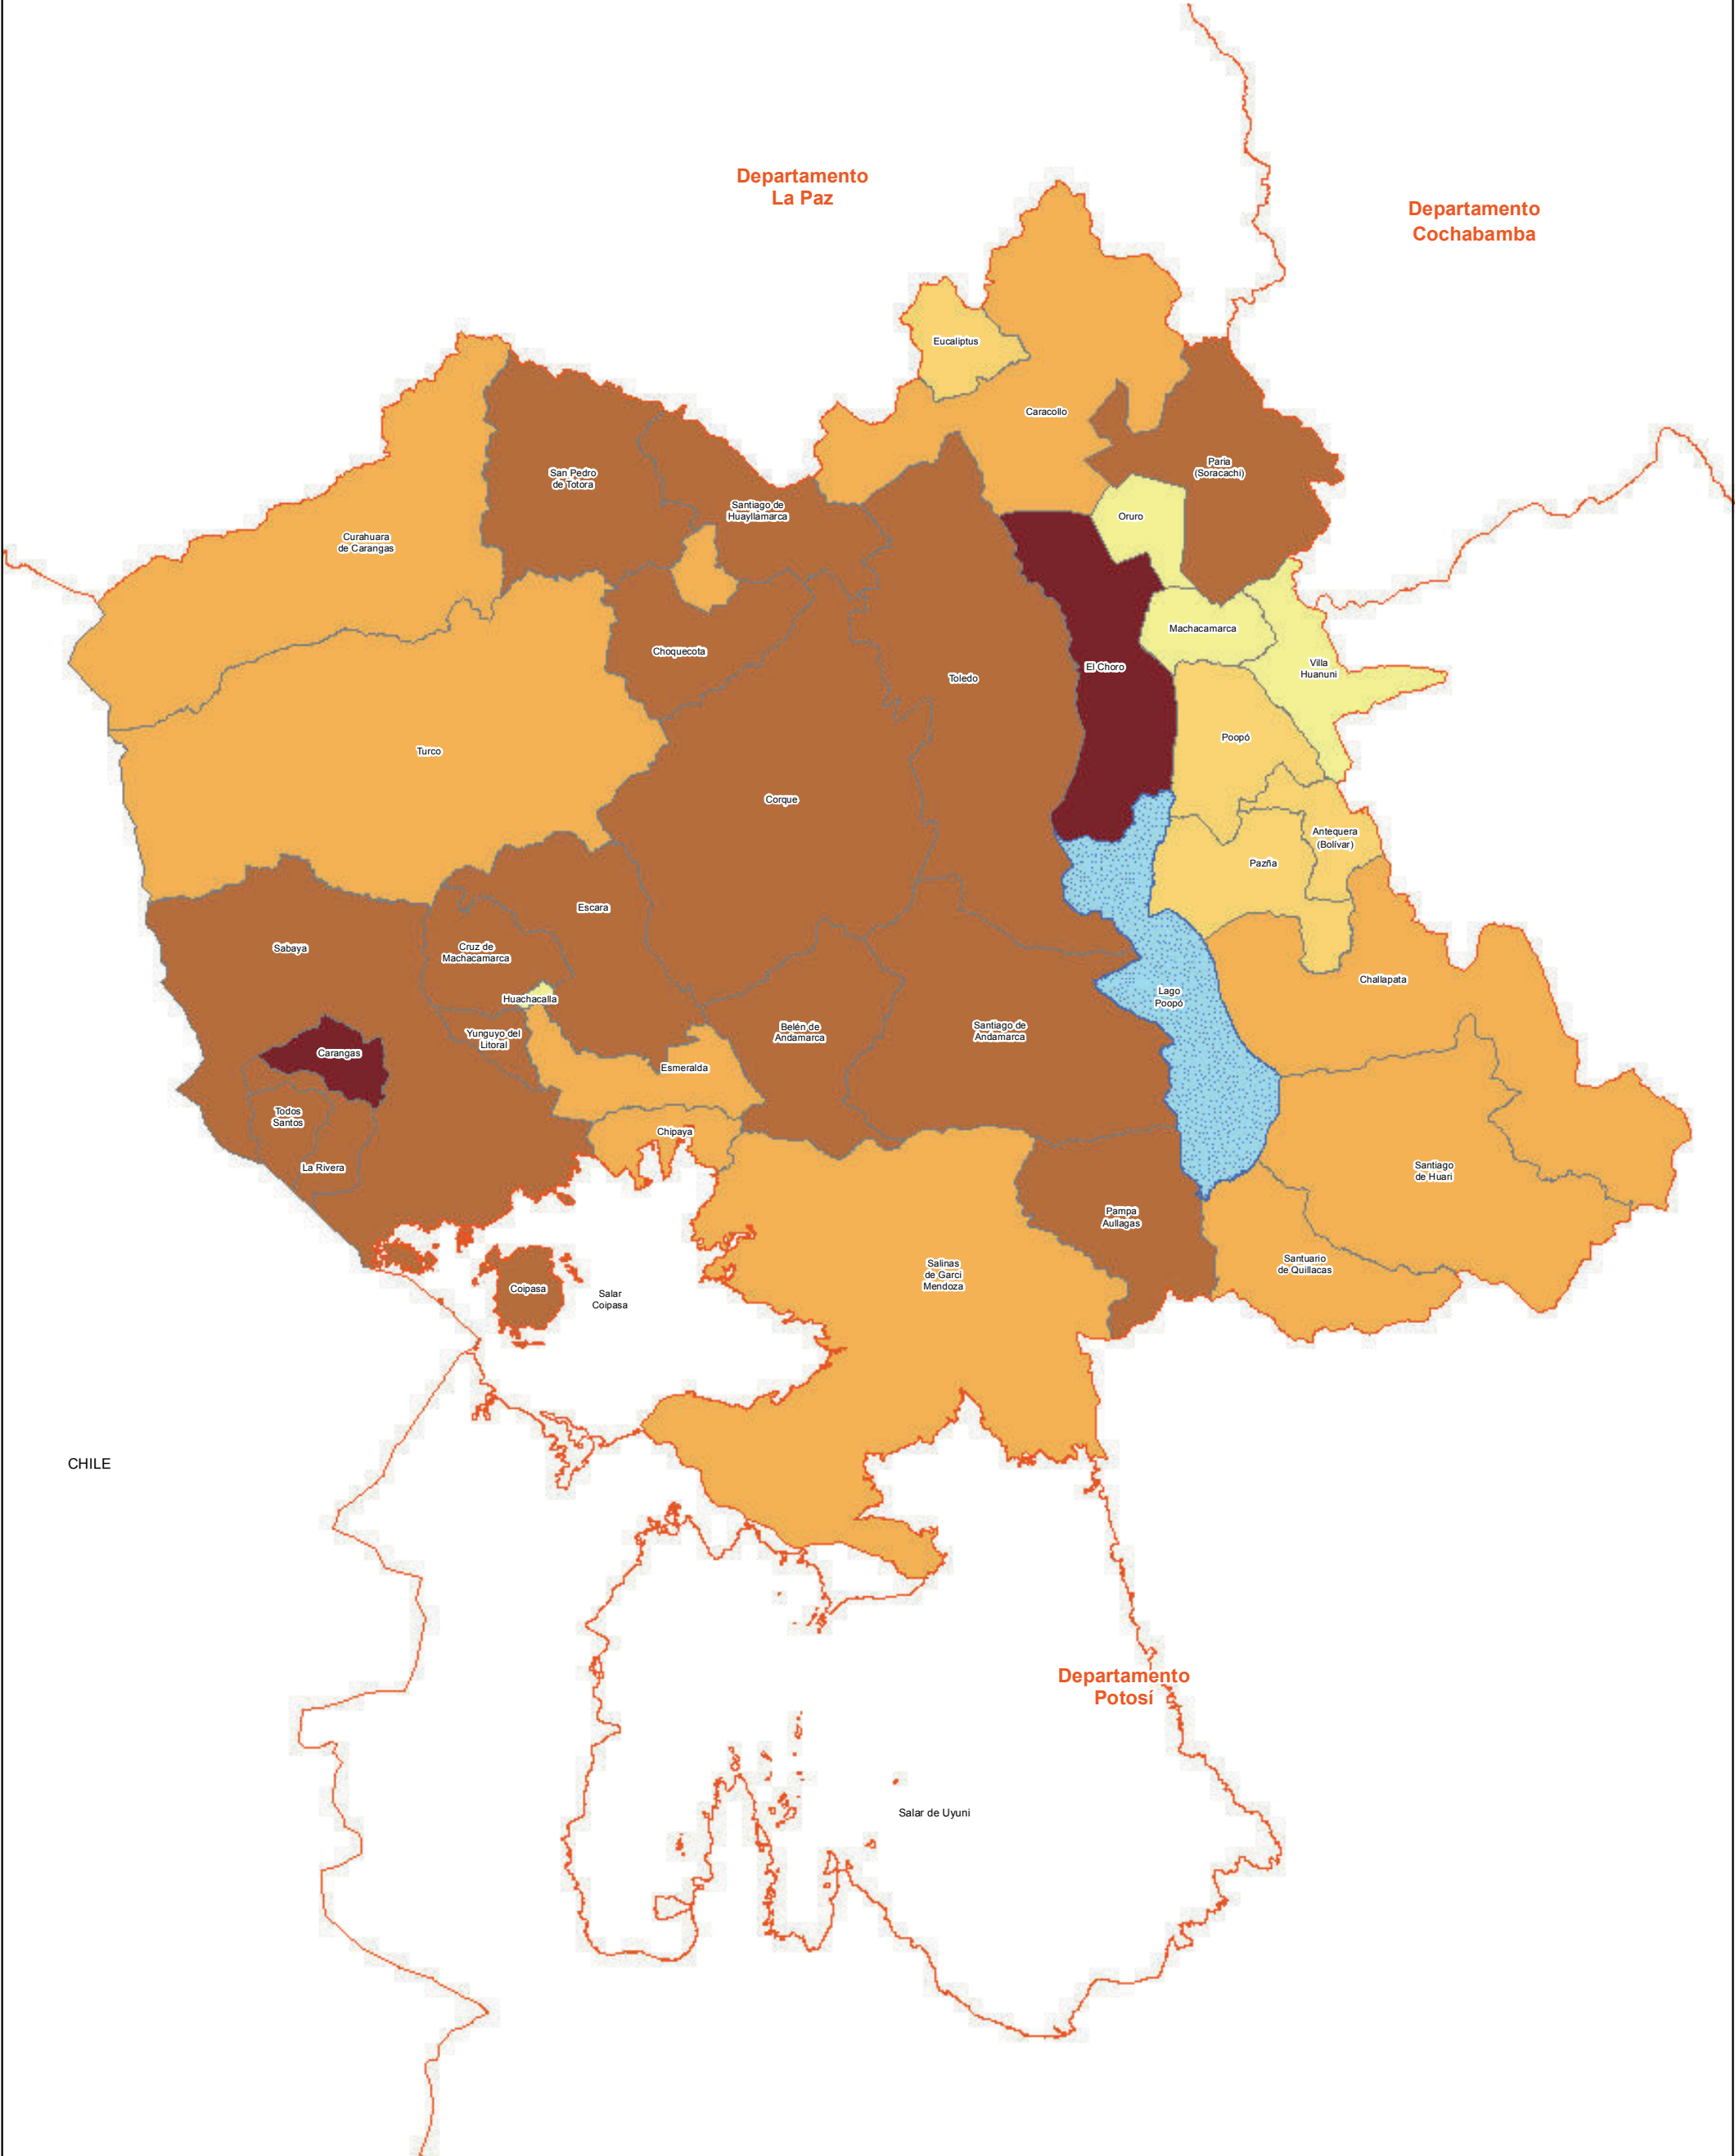 Departamento
La Paz
Departamento
Cochabamba
Eucaliptus
Caracollo
Paria
(Soracachi)
San Pedro
de Totora
Santiago de
Huayllamarca
Oruro
Curahuara
de Carangas
Machacamarca
Choquecota
El Choro
Villa
Huanuni
Toledo
Poopó
Turco
Corque
Antequera
(Bolívar)
Pazña
Escara
Sabaya
Cruz de
Machacamarca
Challapata
Huachacalla
Lago
Poopó
Yunguyo del
Litoral
Belén de
Andamarca
Santiago de
Andamarca
Carangas
Esmeralda
Todos
Santos
Chipaya
La Rivera
Santiago
de Huari
Pampa
Aullagas
Santuario
de Quillacas
Salinas
de Garci
Mendoza
Coipasa
Salar
Coipasa
CHILE
Departamento
Potosí
Salar de Uyuni